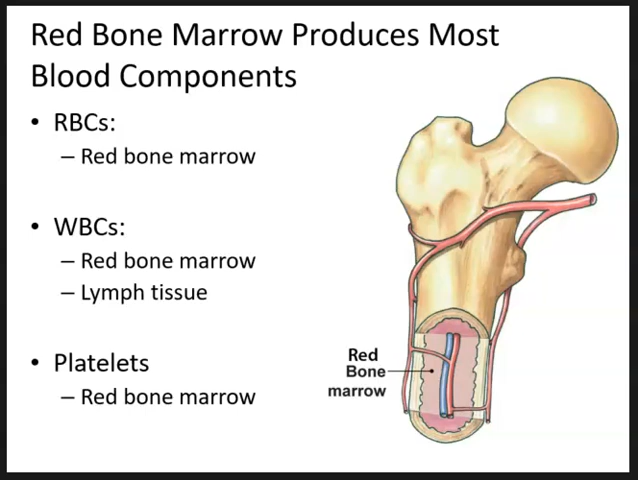 Red Bone Marrow Produces Most
Blood Components
• RBCs:
– Red bone marrow
• WBCs:
– Red bone marrow
– Lymph tissue
• Platelets
– Red bone marrow
Red
Bone
marrow